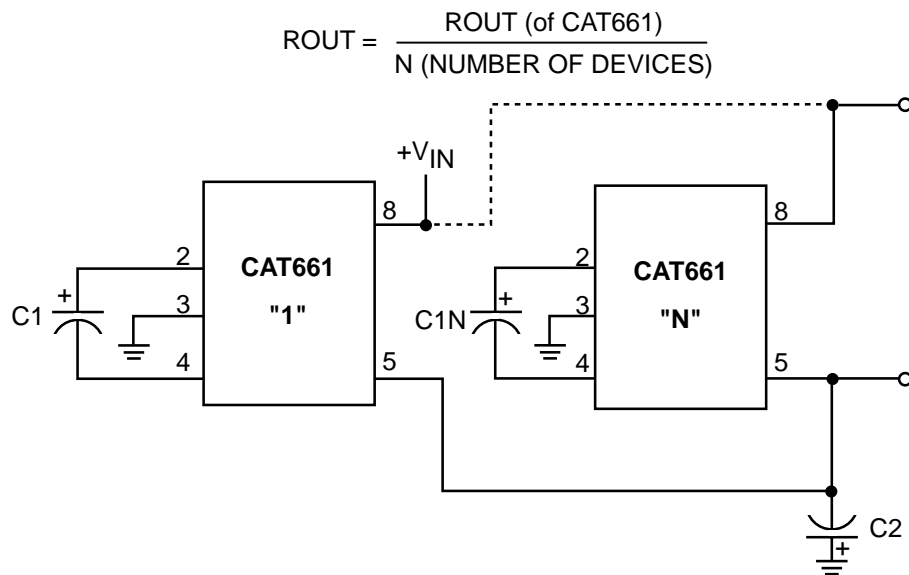 ROUT = ROUT (of CAT661)
N (NUMBER OF DEVICES)
+VIN
8
8
2
CAT661
2
CAT661
+
+
C1
3
"1"
C1N
3
"N"
4
5
4
5
C2
+